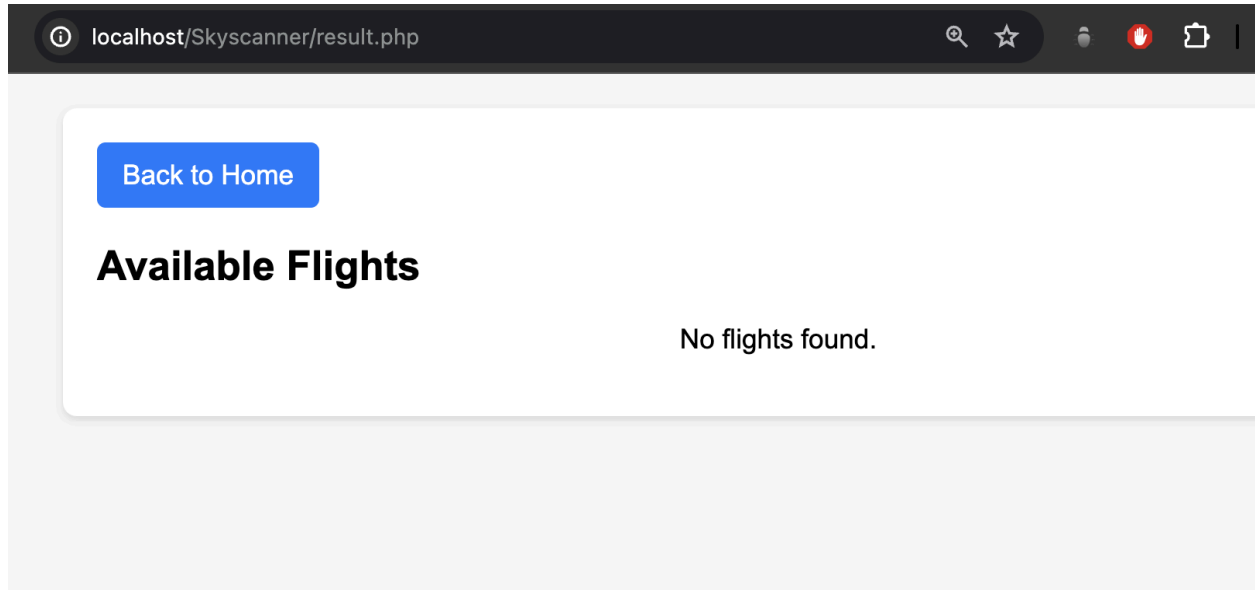 localhost/Skyscanner/result.php
Back to Home
Available Flights
No flights found.